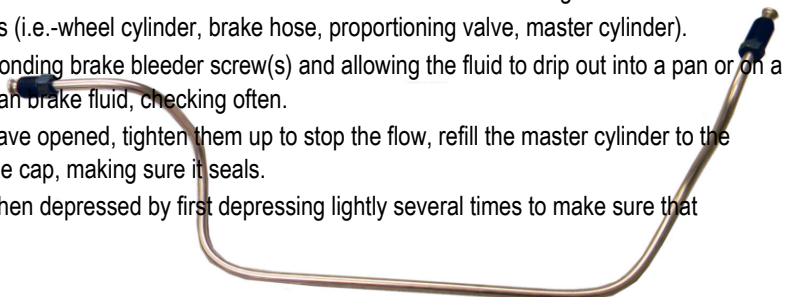 s (i.e.-wheel cylinder, brake hose, proportioning valve, master cylinder).
onding brake bleeder screw(s) and allowing the fluid to drip out into a pan or on a
an brake fluid, checking often.
ave opened, tighten them up to stop the flow, refill the master cylinder to the
e cap, making sure it seals.
hen depressed by first depressing lightly several times to make sure that